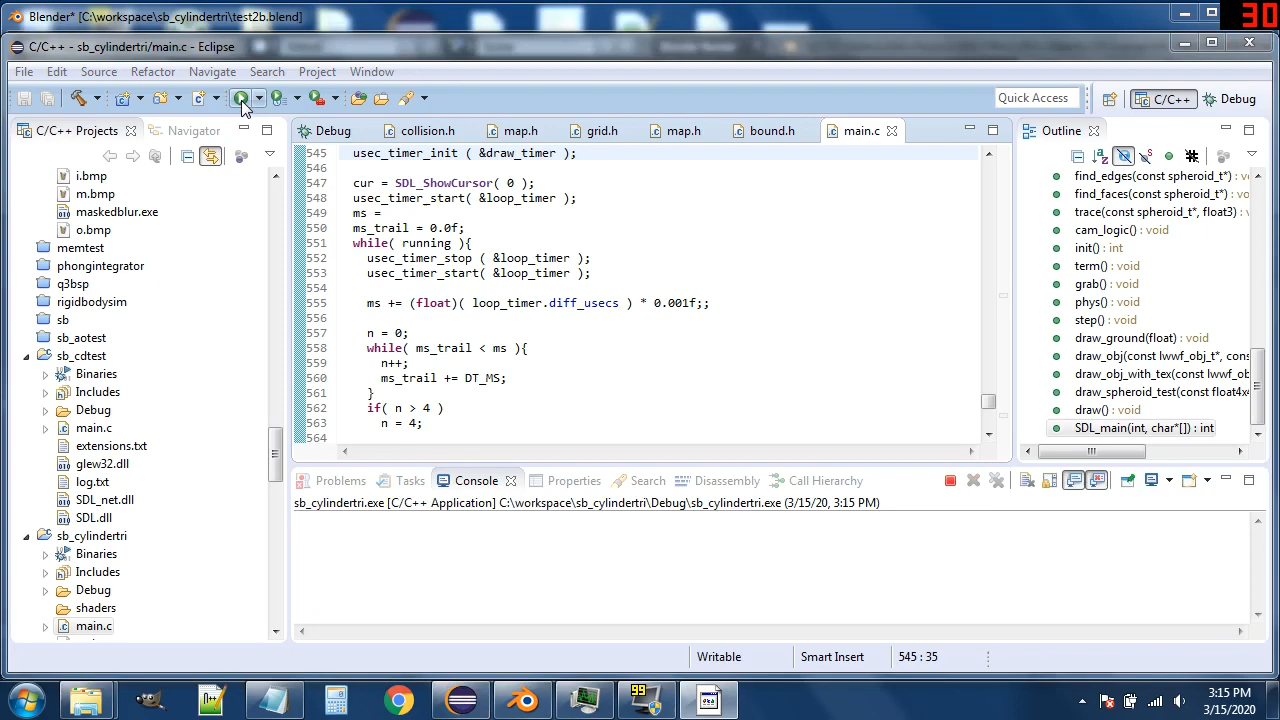 Blender* [C:\workspace\sb_cylindertri\test2b.blend]
30
C/C++ - sb_cylindertri/main.c - Eclipse
File Edit Source Refactor Navigate Search Project Run Window Help
Quick Access C/C++ Debug
C/C++ Projects Navigator
i.bmp
m.bmp
maskedblur.exe
o.bmp
memtest
phongintegrator
q3bsp
rigidbodysim
sb
sb_aotest
sb_cdtest
Binaries
Includes
Debug
main.c
extensions.txt
glew32.dll
log.txt
SDL_net.dll
SDL.dll
sb_cylindertri
Binaries
Includes
Debug
shaders
main.c
Debug collision.h map.h grid.h map.h bound.h main.c
545 usec_timer_init ( &draw_timer );
546
547 cur = SDL_ShowCursor( 0 );
548 usec_timer_start( &loop_timer );
549 ms =
550 ms_trail = 0.0f;
551 while( running ){
552 usec_timer_stop ( &loop_timer );
553 usec_timer_start( &loop_timer );
554
555 ms += (float)( loop_timer.diff_usecs ) * 0.001f;;
556
557 n = 0;
558 while( ms_trail < ms ){
559 n++;
560 ms_trail += DT_MS;
561 }
562 if( n > 4 )
563 n = 4;
564
Outline
find_edges(const spheroid_t*) : v
find_faces(const spheroid_t*) : v
trace(const spheroid_t*, float3) :
cam_logic() : void
init() : int
term() : void
grab() : void
phys() : void
step() : void
draw_ground(float) : void
draw_obj(const lwwf_obj_t*, cons
draw_obj_with_tex(const lwwf_ob
draw_spheroid_test(const float4x4
draw() : void
SDL_main(int, char*[]) : int
Problems Tasks Console Properties Search Disassembly Call Hierarchy
sb_cylindertri.exe [C/C++ Application] C:\workspace\sb_cylindertri\Debug\sb_cylindertri.exe (3/15/20, 3:15 PM)
Writable Smart Insert 545 : 35
99
3:15 PM
3/15/2020